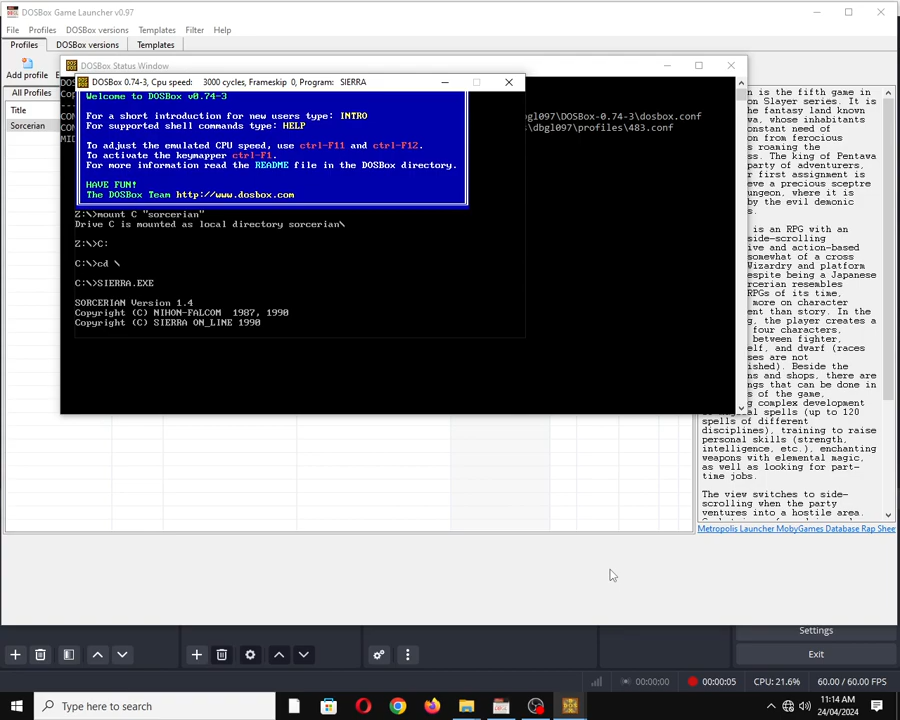 DOSBox Game Launcher v0.97
File Profiles DOSBox versions Templates Filter Help
Profiles DOSBox versions Templates
Add profile
All Profiles
Title
Sorcerian
DOSBox Status Window
DOSBox 0.74-3, Cpu speed: 3000 cycles, Frameskip 0, Program: SIERRA
Welcome to DOSBox v0.74-3
For a short introduction for new users type: INTRO
For supported shell commands type: HELP
To adjust the emulated CPU speed, use ctrl-F11 and ctrl-F12.
To activate the keymapper ctrl-F1.
For more information read the README file in the DOSBox directory.
HAVE FUN!
The DOSBox Team http://www.dosbox.com
Z:\>mount C "sorcerian"
Drive C is mounted as local directory sorcerian\
Z:\>C:
C:\>cd \
C:\>SIERRA.EXE
SORCERIAN Version 1.4
Copyright (C) NIHON-FALCOM 1987, 1990
Copyright (C) SIERRA ON_LINE 1990
bgl097\DOSBox-0.74-3\dosbox.conf
s\dbgl097\profiles\483.conf
n is the fifth game in
on Slayer series. It is
the fantasy land known
a, whose inhabitants
onstant need of
on from ferocious
s roaming the
ss. The king of Pentava
party of adventurers,
r first assignment is
eve a precious sceptre
ungeon, where it is
by the evil demon
s.
is an RPG with an
side-scrolling
ive and action-based
somewhat of a cross
Wizardry and platform
espite being a Japanese
rcerian resembles
RPGs of its time,
more on character
ent than story. In the
g, the player creates a
four characters,
between fighter,
elf, and dwarf (races
ses are not
ished). Beside the
ns and shops, there are
ings that can be done in
s of the game,
g complex development
magical spells (up to 120
spells of different
disciplines), training to raise
personal skills (strength,
intelligence, etc.), enchanting
weapons with elemental magic,
as well as looking for part-
time jobs.
The view switches to side-
scrolling when the party
ventures into a hostile area.
Metropolis Launcher MobyGames Database Rap Shee
Settings
Exit
00:00:00 00:00:05 CPU: 21.6% 60.00 / 60.00 FPS
Type here to search
11:14 AM
24/04/2024